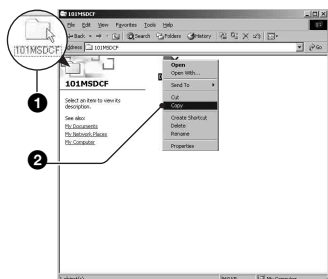 101MSDCF
File Edit View Favorites Tools Help
Back Search Folders History
Address 101MSDCF Go
101MSDCF
101MSDCF
Select an item to view its
description.
See also:
My Documents
My Network Places
My Computer
Open
Open With...
Send To
Cut
Copy
Create Shortcut
Delete
Rename
Properties
1
2
My Computer